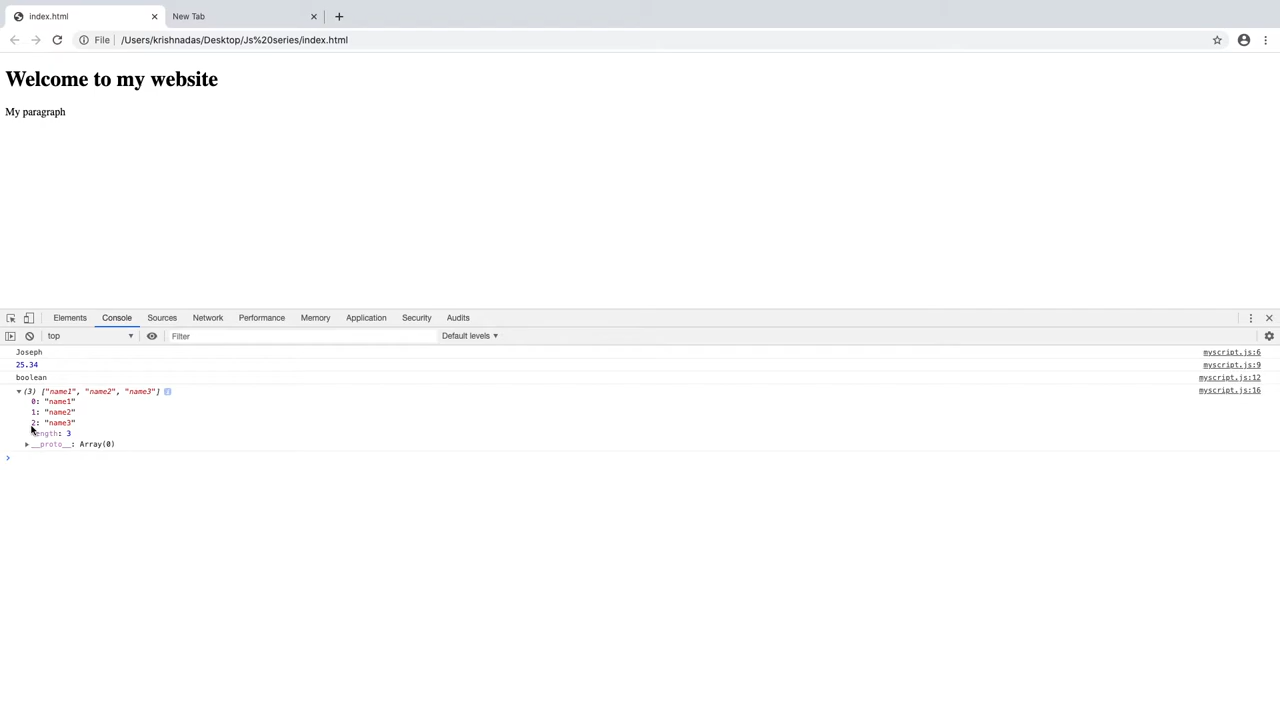 index.html
New Tab
File
/Users/krishnadas/Desktop/Js%20series/index.html
Welcome to my website
My paragraph
Elements Console Sources Network Performance Memory Application Security Audits
top Filter Default levels
Joseph myscript.js:6
25.34 myscript.js:9
boolean myscript.js:12
(3) ["name1", "name2", "name3"] myscript.js:16
0: "name1"
1: "name2"
2: "name3"
length: 3
__proto__: Array(0)